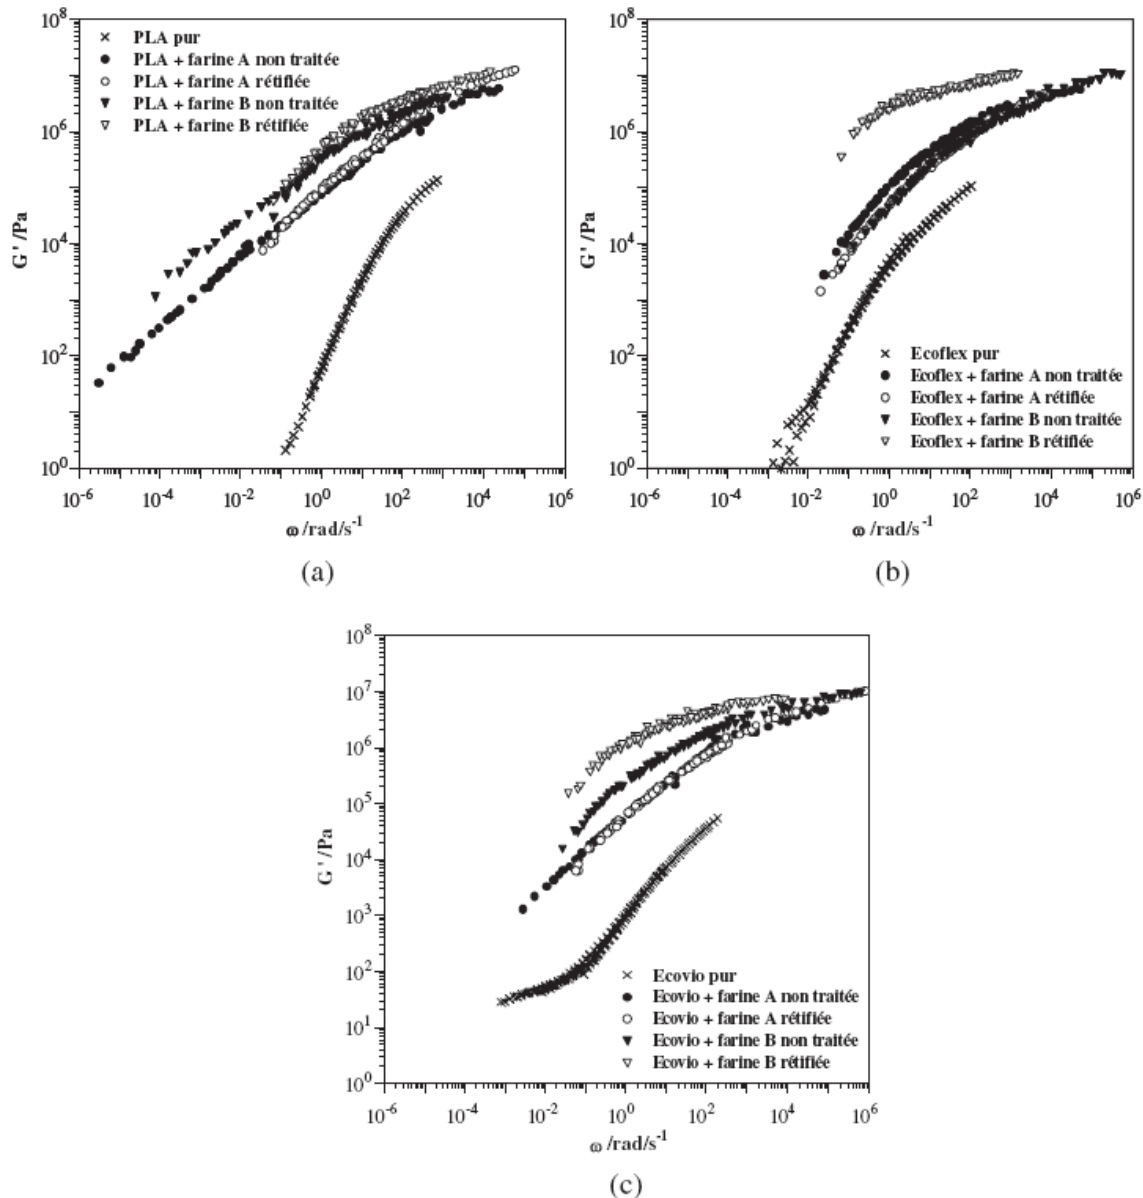 (a)
10^8
PLA pur
PLA + farine A non traitée
PLA + farine A rétifiée
PLA + farine B non traitée
PLA + farine B rétifiée
10^6
10^4
10^2
10^0
G'/Pa
10^-6 10^-4 10^-2 10^0 10^2 10^4 10^6
ω /rad/s^-1
(a)
10^8
10^6
10^4
10^2
10^0
G'/Pa
Ecoflex pur
Ecoflex + farine A non traitée
Ecoflex + farine A rétifiée
Ecoflex + farine B non traitée
Ecoflex + farine B rétifiée
10^-6 10^-4 10^-2 10^0 10^2 10^4 10^6
ω /rad/s^-1
(b)
10^8
10^7
10^6
10^5
10^4
10^3
10^2
10^1
10^0
G'/Pa
Ecovio pur
Ecovio + farine A non traitée
Ecovio + farine A rétifiée
Ecovio + farine B non traitée
Ecovio + farine B rétifiée
10^-6 10^-4 10^-2 10^0 10^2 10^4 10^6
ω /rad/s^-1
(c)